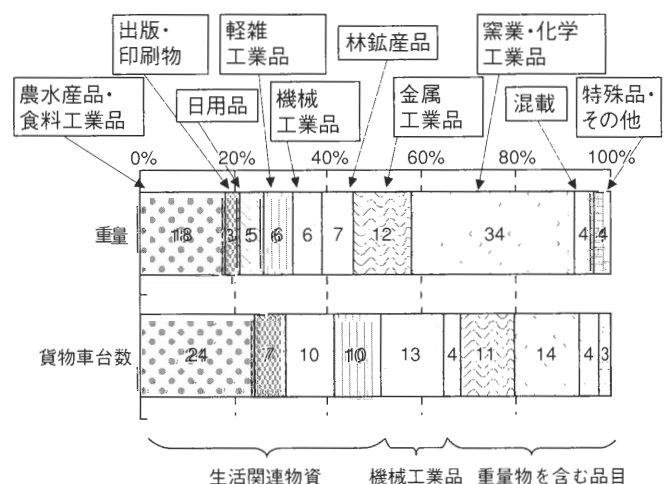 出版・
印刷物
軽雑
工業品
林鉱産品
窯業・化学
工業品
農水産品・
食料工業品
日用品
機械
工業品
金属
工業品
混載
特殊品・
その他
0% 20% 40% 60% 80% 100%
重量 18 3 5 6 6 7 12 34 4 4
貨物車台数 24 7 10 10 13 4 11 14 4 3
生活関連物資 機械工業品 重量物を含む品目